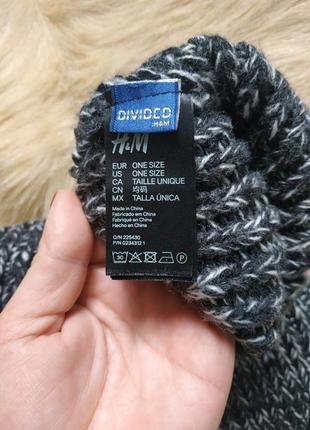 DIVIDED
H&M
H&M
EUR ONE SIZE
US ONE SIZE
CA TAILLE UNIQUE
CN 均码
MX TALLA ÚNICA
Made in China
Fabricado em China
Fabriqué en Chine
Hecho en China
O/N 225430
P/N 0234312 1
30
P